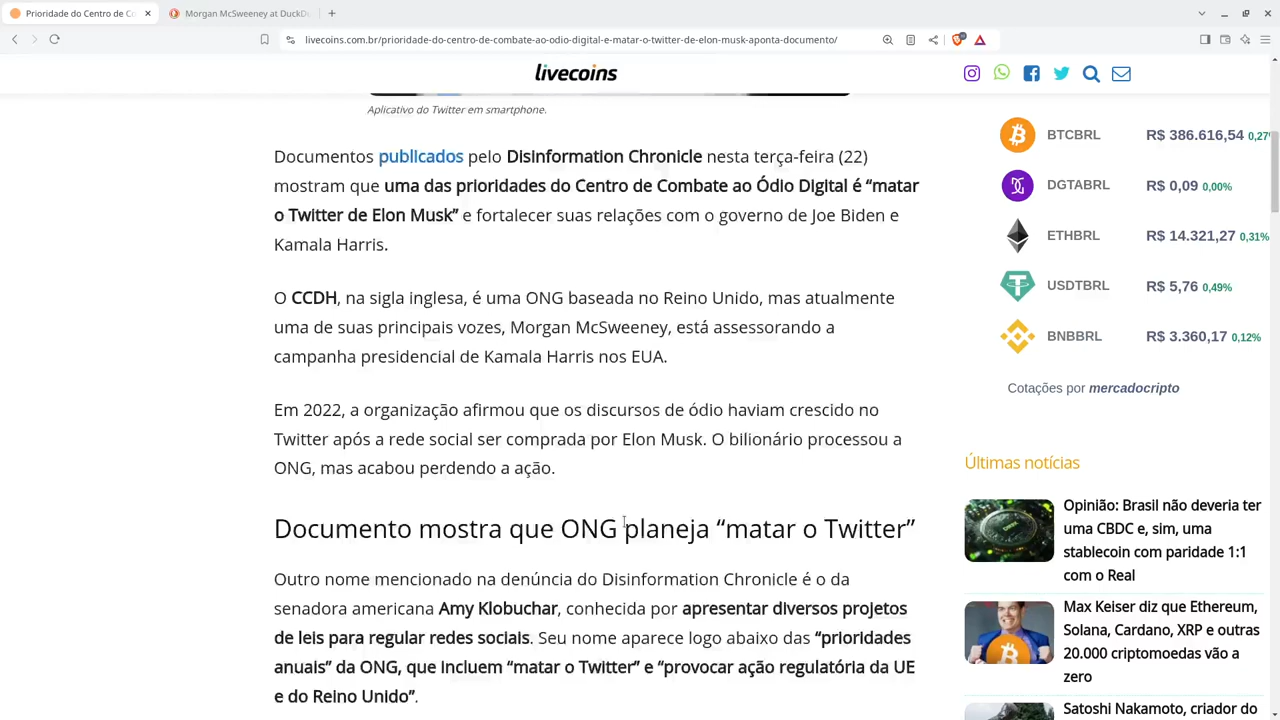 Prioridade do Centro de Co
Morgan McSweeney at DuckDu
livecoins.com.br/prioridade-do-centro-de-combate-ao-odio-digital-e-matar-o-twitter-de-elon-musk-aponta-documento/
livecoins
Aplicativo do Twitter em smartphone.
Documentos publicados pelo Disinformation Chronicle nesta terça-feira (22)
mostram que uma das prioridades do Centro de Combate ao Ódio Digital é “matar
o Twitter de Elon Musk” e fortalecer suas relações com o governo de Joe Biden e
Kamala Harris.
O CCDH, na sigla inglesa, é uma ONG baseada no Reino Unido, mas atualmente
uma de suas principais vozes, Morgan McSweeney, está assessorando a
campanha presidencial de Kamala Harris nos EUA.
Em 2022, a organização afirmou que os discursos de ódio haviam crescido no
Twitter após a rede social ser comprada por Elon Musk. O bilionário processou a
ONG, mas acabou perdendo a ação.
Documento mostra que ONG planeja “matar o Twitter”
Outro nome mencionado na denúncia do Disinformation Chronicle é o da
senadora americana Amy Klobuchar, conhecida por apresentar diversos projetos
de leis para regular redes sociais. Seu nome aparece logo abaixo das “prioridades
anuais” da ONG, que incluem “matar o Twitter” e “provocar ação regulatória da UE
e do Reino Unido”.
BTCBRL R$ 386.616,54 0,27%
DGTABRL R$ 0,09 0,00%
ETHBRL R$ 14.321,27 0,31%
USDTBRL R$ 5,76 0,49%
BNBBRL R$ 3.360,17 0,12%
Cotações por mercadocripto
Últimas notícias
Opinião: Brasil não deveria ter
uma CBDC e, sim, uma
stablecoin com paridade 1:1
com o Real
Max Keiser diz que Ethereum,
Solana, Cardano, XRP e outras
20.000 criptomoedas vão a
zero
Satoshi Nakamoto, criador do